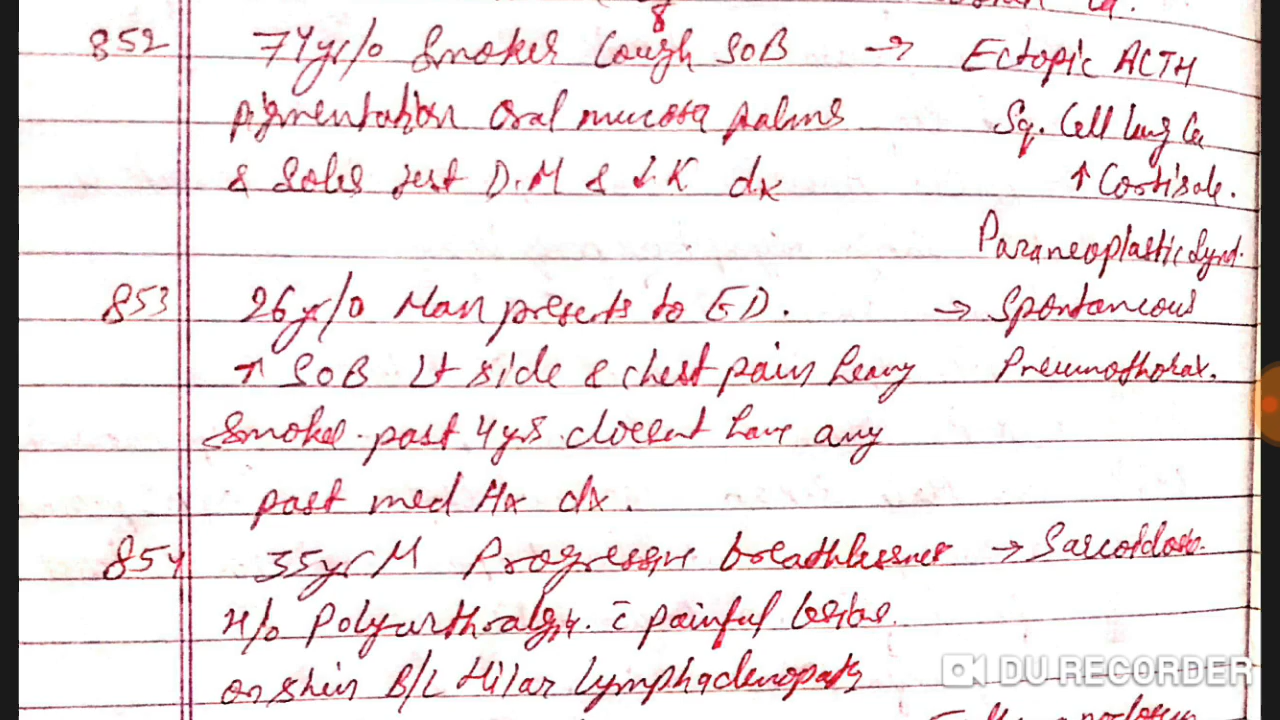 852 74yr/o Smoker Cough SOB → Ectopic ACTH
pigmentation oral mucosa palms Sq. Cell lung Ca
& Soles test D.M & ↓.K dx ↑ Cortisole.
Paraneoplastic Synd.
853 26yr/o Man presents to ED. → Spontaneous
↑ SOB Lt side & chest pain heavy Pneumothorax.
Smoker past 4yrs doesent have any
past med Hx dx.
854 35yr M Progressive breathlessness → Sarcoidosis.
H/o Polyarthralgia. c̄ painful lesions
on shin B/L Hilar lymphadenopathy
DU RECORDER